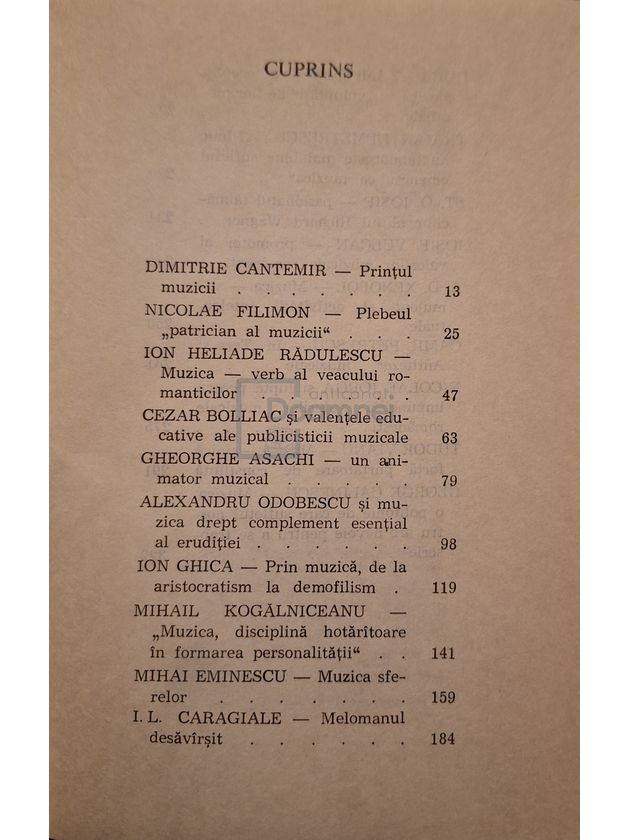 CUPRINS
DIMITRIE CANTEMIR — Prințul
muzicii . . . . . . . 13
NICOLAE FILIMON — Plebeul
„patrician al muzicii“ . . . 25
ION HELIADE RĂDULESCU —
Muzica — verb al veacului ro-
manticilor . . . . . . 47
CEZAR BOLLIAC și valențele edu-
cative ale publicisticii muzicale 63
GHEORGHE ASACHI — un ani-
mator muzical . . . . . 79
ALEXANDRU ODOBESCU și mu-
zica drept complement esențial
al erudiției . . . . . . 98
ION GHICA — Prin muzică, de la
aristocratism la demofilism . 119
MIHAIL KOGĂLNICEANU —
„Muzica, disciplină hotărîtoare
în formarea personalității“ . . 141
MIHAI EMINESCU — Muzica sfe-
relor . . . . . . . 159
I. L. CARAGIALE — Melomanul
desăvîrșit . . . . . . 184